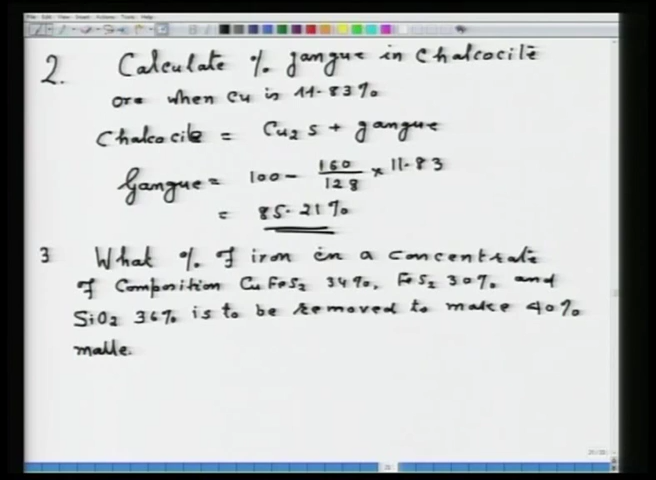 2. Calculate % gangue in Chalcocite
ore when Cu is 11.83%
Chalcocite = Cu2S + gangue
Gangue = 100 - 160/128 x 11.83
= 85.21%
3 What % of iron in a concentrate
of Composition CuFeS2 34%, FeS2 30% and
SiO2 36% is to be removed to make 40%
matte.